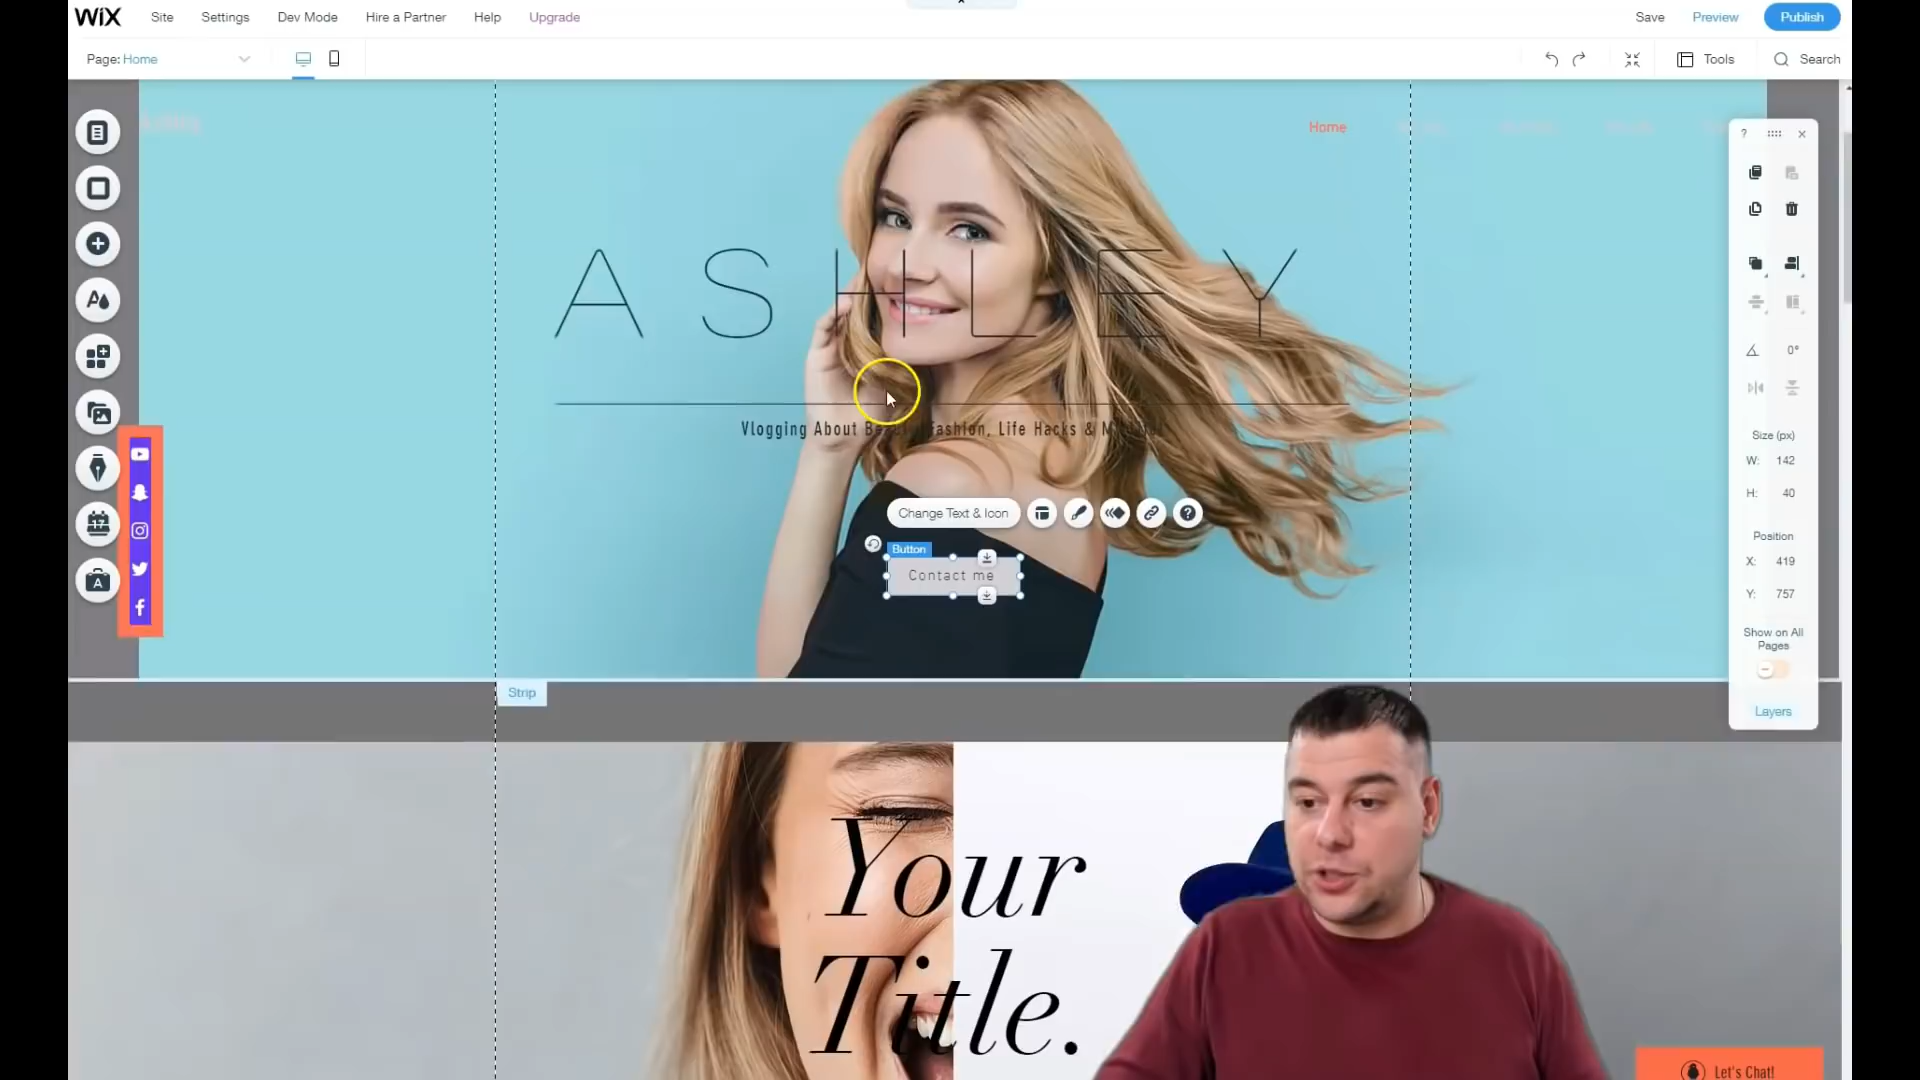 WiX Site Settings Dev Mode Hire a Partner Help Upgrade Save Preview Publish
Page: Home Tools Search
Home
ASHLEY
Vlogging About Fashion, Life Hacks &
Change Text & Icon
Button
Contact me
Strip
Your
Title.
0°
Size (px)
W: 142
H: 40
Position
X: 419
Y: 757
Show on All
Pages
Layers
17
A
Let's Chat!